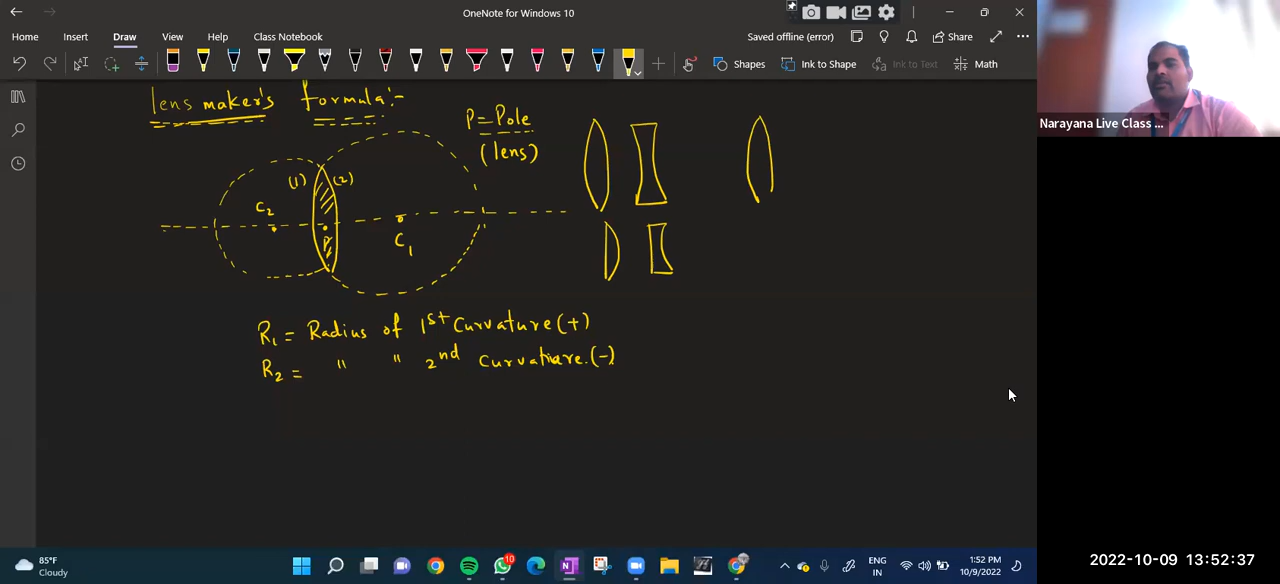 OneNote for Windows 10
Home Insert Draw View Help Class Notebook
Saved offline (error) Share
Shapes Ink to Shape Ink to Text Math
lens maker's formula:-
P = Pole
(lens)
(1) (2)
C2
P
C1
R1 = Radius of 1st Curvature (+)
R2 = " " 2nd Curvature. (-)
Narayana Live Class ...
85°F
Cloudy
10
ENG
IN
1:52 PM
10/9/2022
2022-10-09 13:52:37